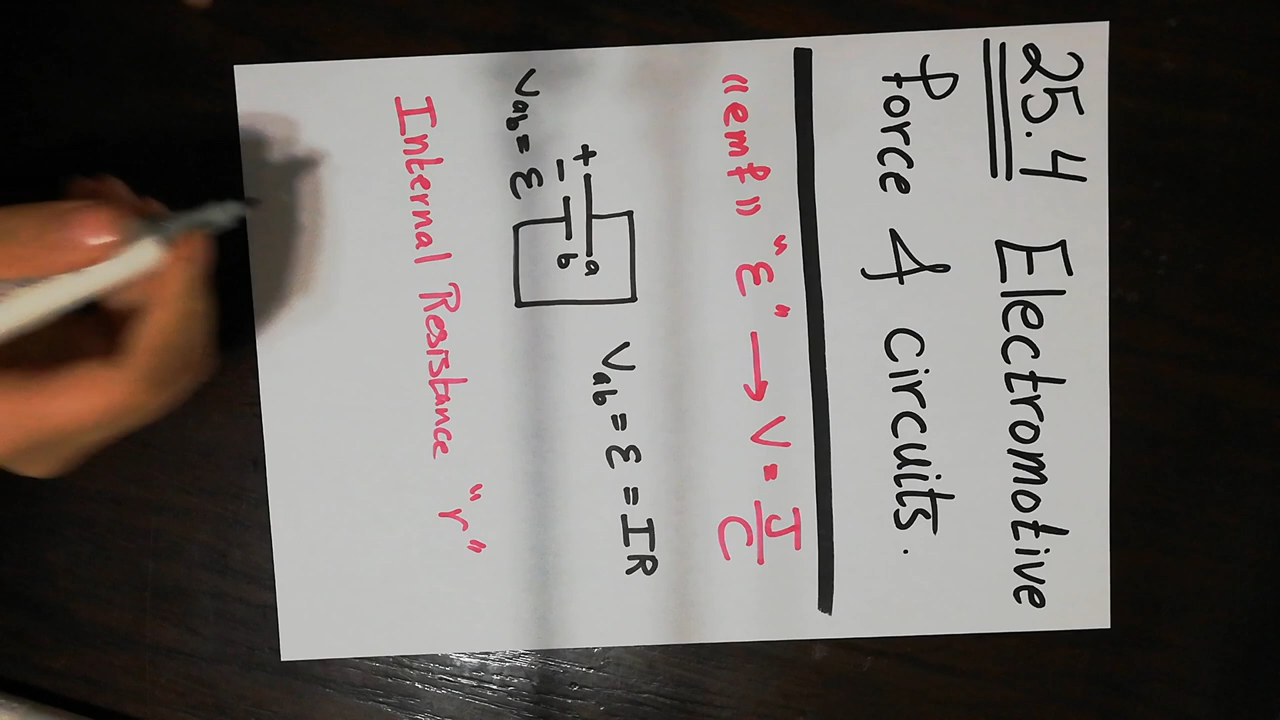 25.4 Electromotive
force & circuits.
"emf" "ε" → V = J/C
+ a
- b
Vab = ε
Vab = ε = IR
Internal Resistance "r"